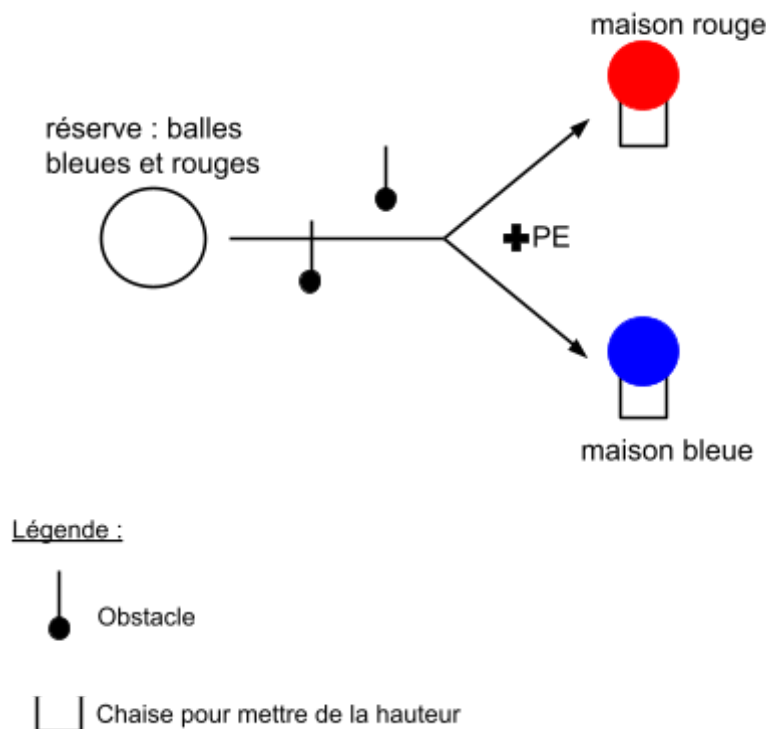 maison rouge
réserve : balles
bleues et rouges
PE
maison bleue
Légende :
Obstacle
Chaise pour mettre de la hauteur